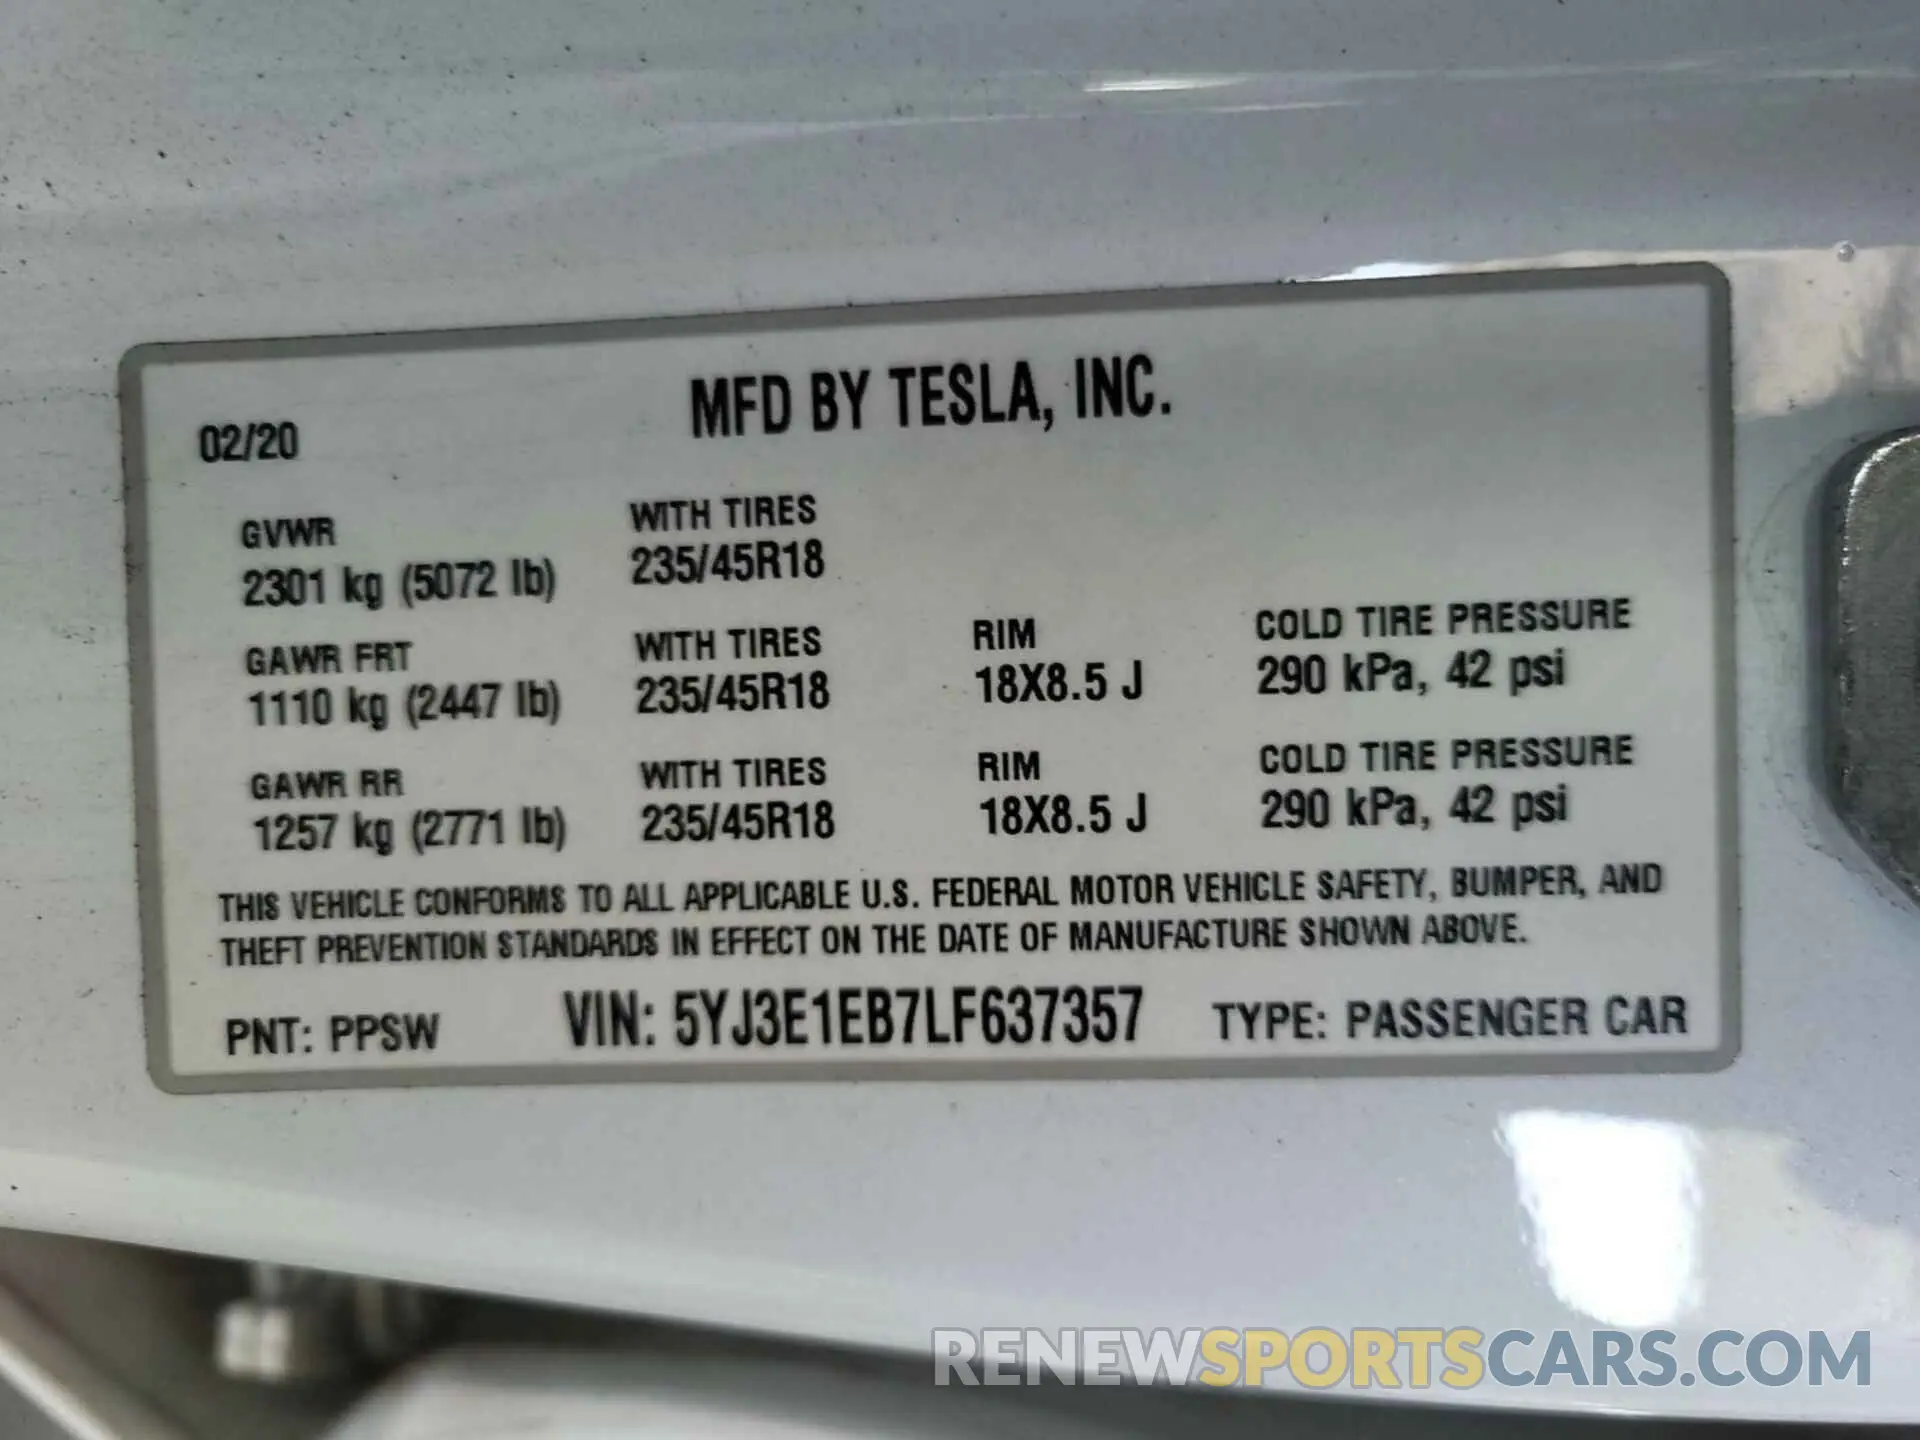 MFD BY TESLA, INC.
02/20
GVWR WITH TIRES
2301 kg (5072 lb) 235/45R18
GAWR FRT WITH TIRES RIM COLD TIRE PRESSURE
1110 kg (2447 lb) 235/45R18 18X8.5 J 290 kPa, 42 psi
GAWR RR WITH TIRES RIM COLD TIRE PRESSURE
1257 kg (2771 lb) 235/45R18 18X8.5 J 290 kPa, 42 psi
THIS VEHICLE CONFORMS TO ALL APPLICABLE U.S. FEDERAL MOTOR VEHICLE SAFETY, BUMPER, AND
THEFT PREVENTION STANDARDS IN EFFECT ON THE DATE OF MANUFACTURE SHOWN ABOVE.
PNT: PPSW VIN: 5YJ3E1EB7LF637357 TYPE: PASSENGER CAR
RENEWSPORTSCARS.COM